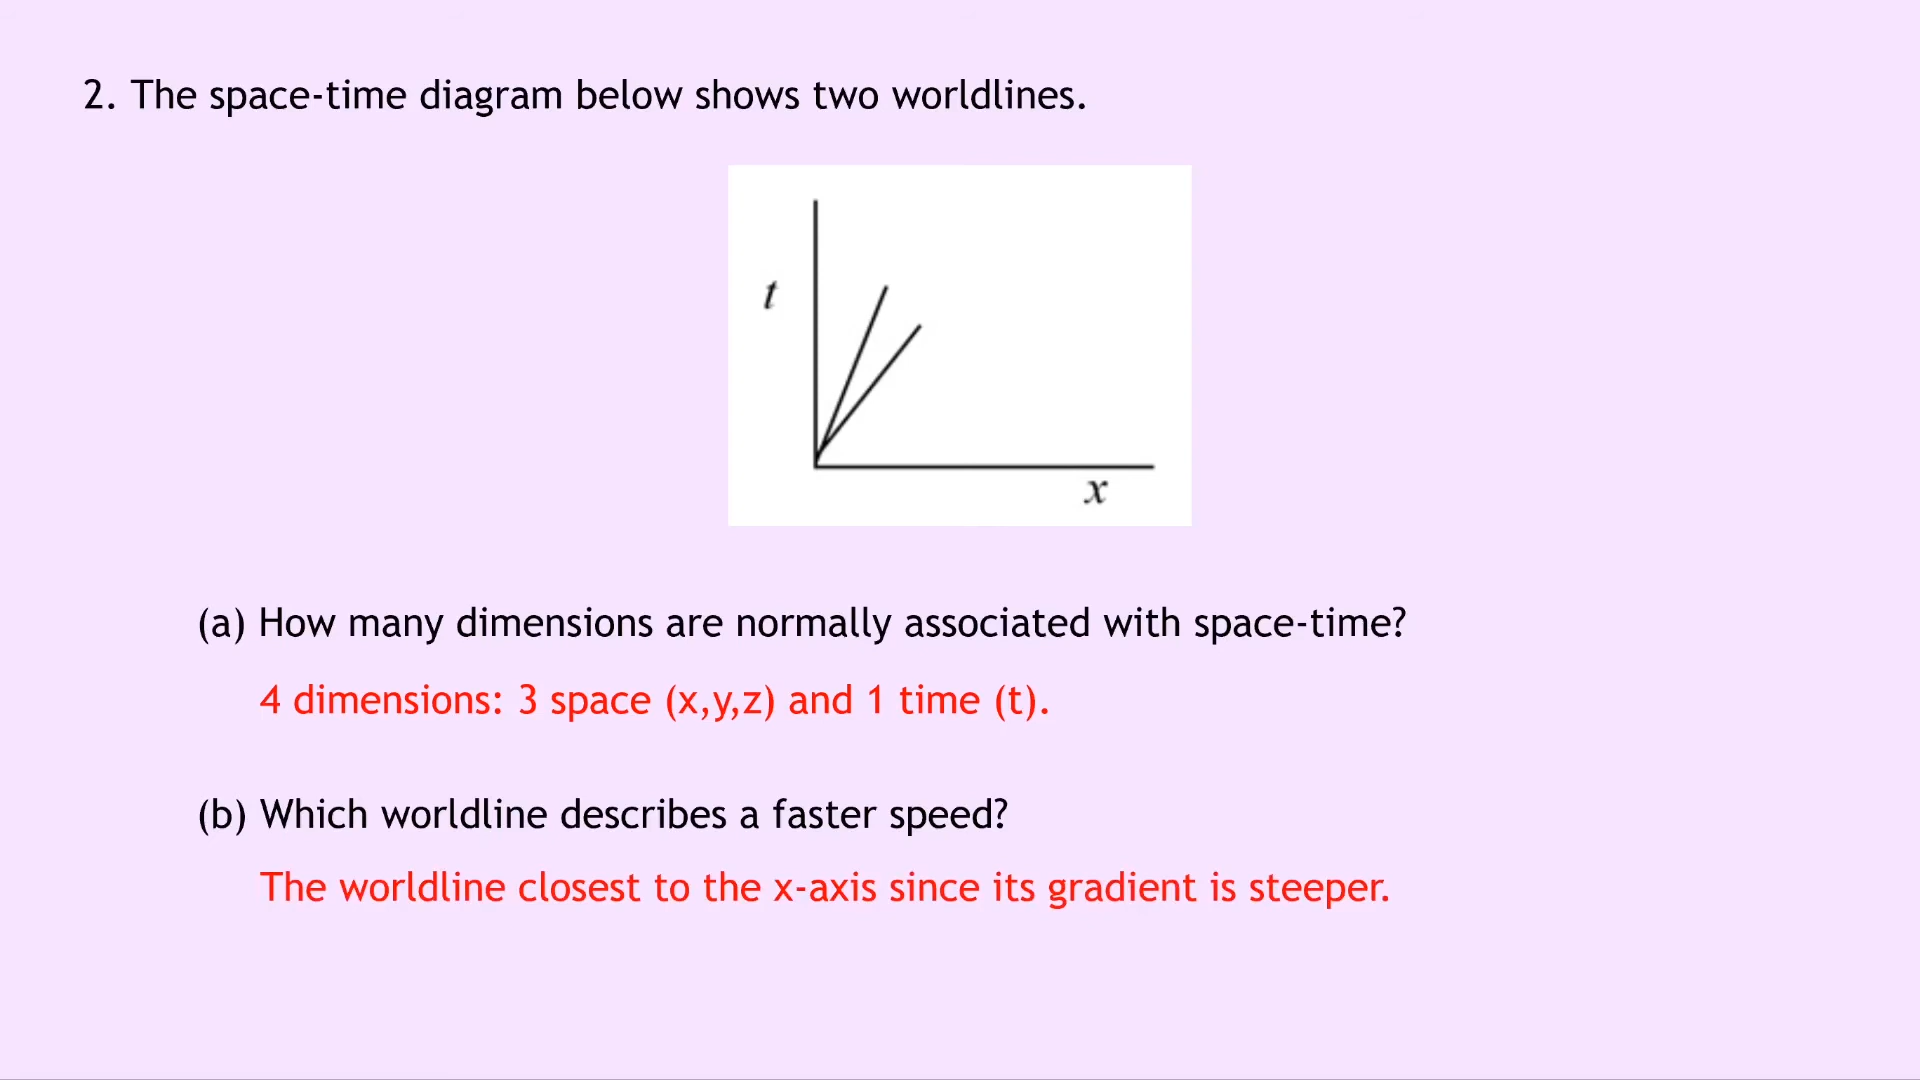 2. The space-time diagram below shows two worldlines.
t
x
(a) How many dimensions are normally associated with space-time?
4 dimensions: 3 space (x,y,z) and 1 time (t).
(b) Which worldline describes a faster speed?
The worldline closest to the x-axis since its gradient is steeper.